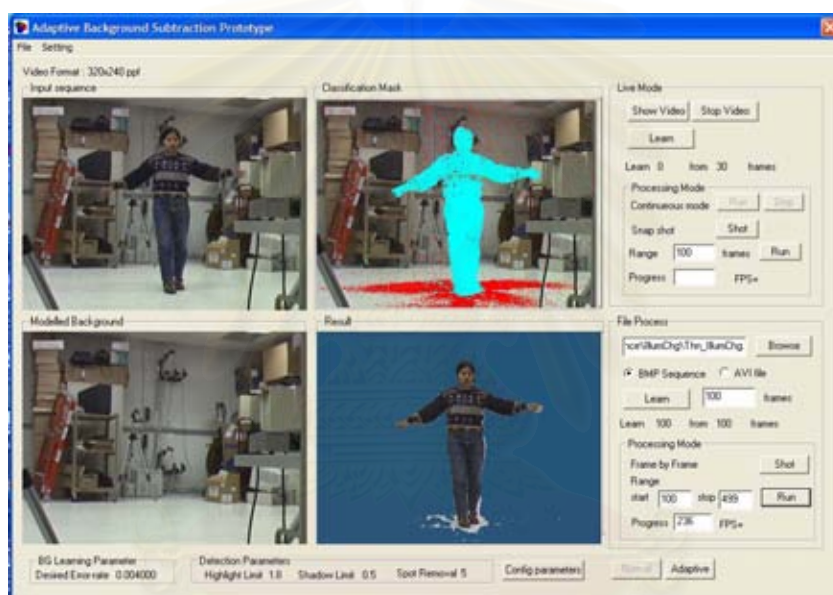 Adaptive Background Subtraction Prototype
File Setting
Video Format : 320x240 ppf
Input sequence
Classification Mask
Modelled Background
Result
Live Mode
Show Video Stop Video
Learn
Learn 0 from 30 frames
Processing Mode
Continuous mode Run Stop
Snap shot Shot
Range 100 frames Run
Progress FPS=
File Process
nce\IllumChg\Thn_IllumChg Browse
BMP Sequence AVI file
Learn 100 frames
Learn 100 from 100 frames
Processing Mode
Frame by Frame Shot
Range
start 100 stop 499 Run
Progress 236 FPS=
BG Learning Parameter
Desired Error rate 0.004000
Detection Parameters
Highlight Limit 1.8 Shadow Limit 0.5 Spot Removal 5
Config parameters
Normal Adaptive